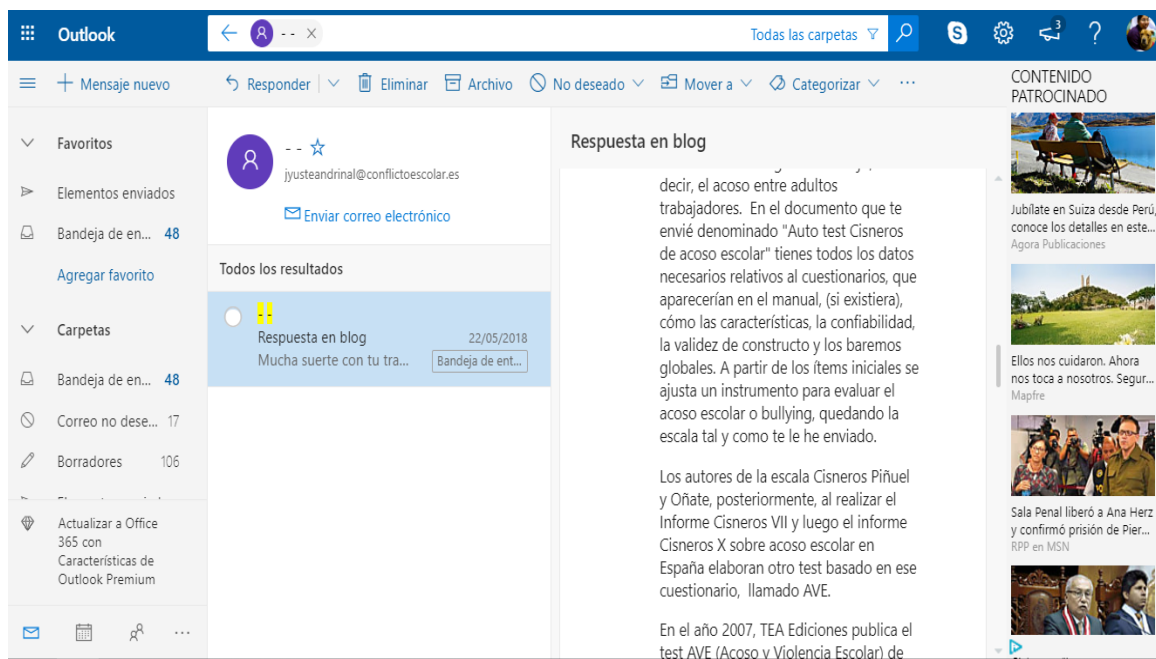 Outlook
- -
Todas las carpetas
3
Mensaje nuevo
Responder
Eliminar
Archivo
No deseado
Mover a
Categorizar
Favoritos
Elementos enviados
Bandeja de en... 48
Agregar favorito
Carpetas
Bandeja de en... 48
Correo no dese... 17
Borradores 106
Actualizar a Office
365 con
Características de
Outlook Premium
- -
jyusteandrinal@conflictoescolar.es
Enviar correo electrónico
Todos los resultados
- -
Respuesta en blog 22/05/2018
Mucha suerte con tu tra... Bandeja de ent...
Respuesta en blog
decir, el acoso entre adultos
trabajadores. En el documento que te
envié denominado "Auto test Cisneros
de acoso escolar" tienes todos los datos
necesarios relativos al cuestionarios, que
aparecerían en el manual, (si existiera),
cómo las características, la confiabilidad,
la validez de constructo y los baremos
globales. A partir de los ítems iniciales se
ajusta un instrumento para evaluar el
acoso escolar o bullying, quedando la
escala tal y como te le he enviado.
Los autores de la escala Cisneros Piñuel
y Oñate, posteriormente, al realizar el
Informe Cisneros VII y luego el informe
Cisneros X sobre acoso escolar en
España elaboran otro test basado en ese
cuestionario, llamado AVE.
En el año 2007, TEA Ediciones publica el
test AVE (Acoso y Violencia Escolar) de
CONTENIDO
PATROCINADO
Jubílate en Suiza desde Perú,
conoce los detalles en este...
Agora Publicaciones
Ellos nos cuidaron. Ahora
nos toca a nosotros. Segur...
Mapfre
Sala Penal liberó a Ana Herz
y confirmó prisión de Pier...
RPP en MSN